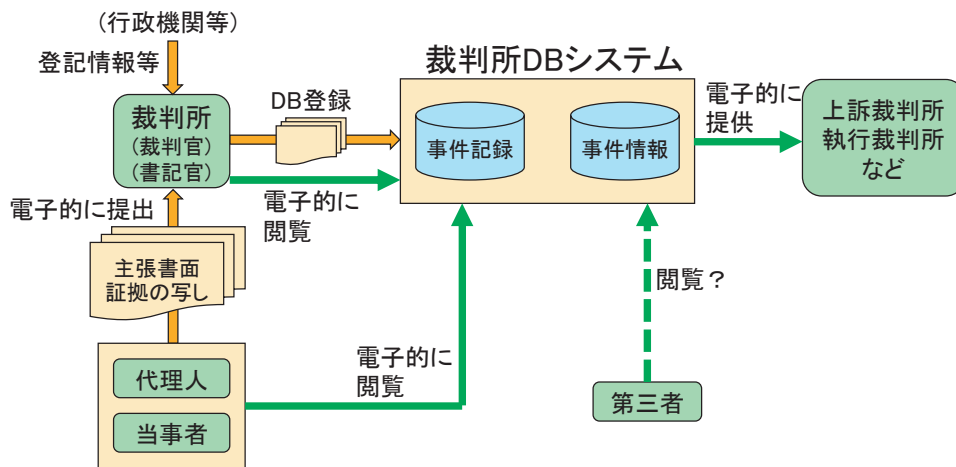 (行政機関等)
登記情報等
裁判所
(裁判官)
(書記官)
DB登録
裁判所DBシステム
事件記録
事件情報
電子的に
提供
上訴裁判所
執行裁判所
など
電子的に提出
電子的に
閲覧
主張書面
証拠の写し
閲覧？
電子的に
閲覧
代理人
当事者
第三者